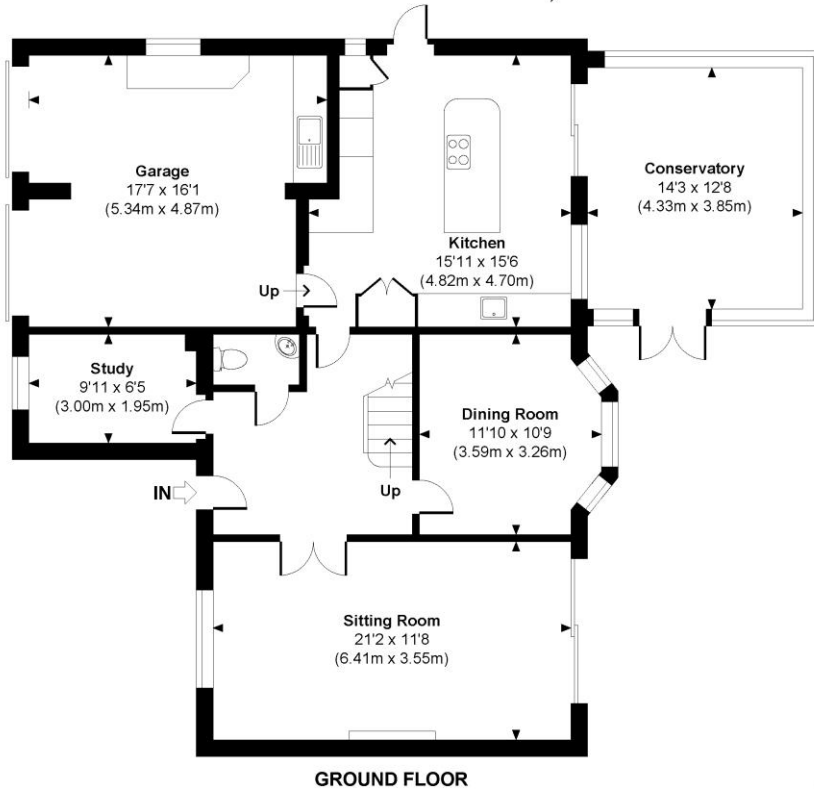 Garage
17'7 x 16'1
(5.34m x 4.87m)
Conservatory
14'3 x 12'8
(4.33m x 3.85m)
Kitchen
15'11 x 15'6
(4.82m x 4.70m)
Up
Study
9'11 x 6'5
(3.00m x 1.95m)
Dining Room
11'10 x 10'9
(3.59m x 3.26m)
IN
Up
Sitting Room
21'2 x 11'8
(6.41m x 3.55m)
GROUND FLOOR